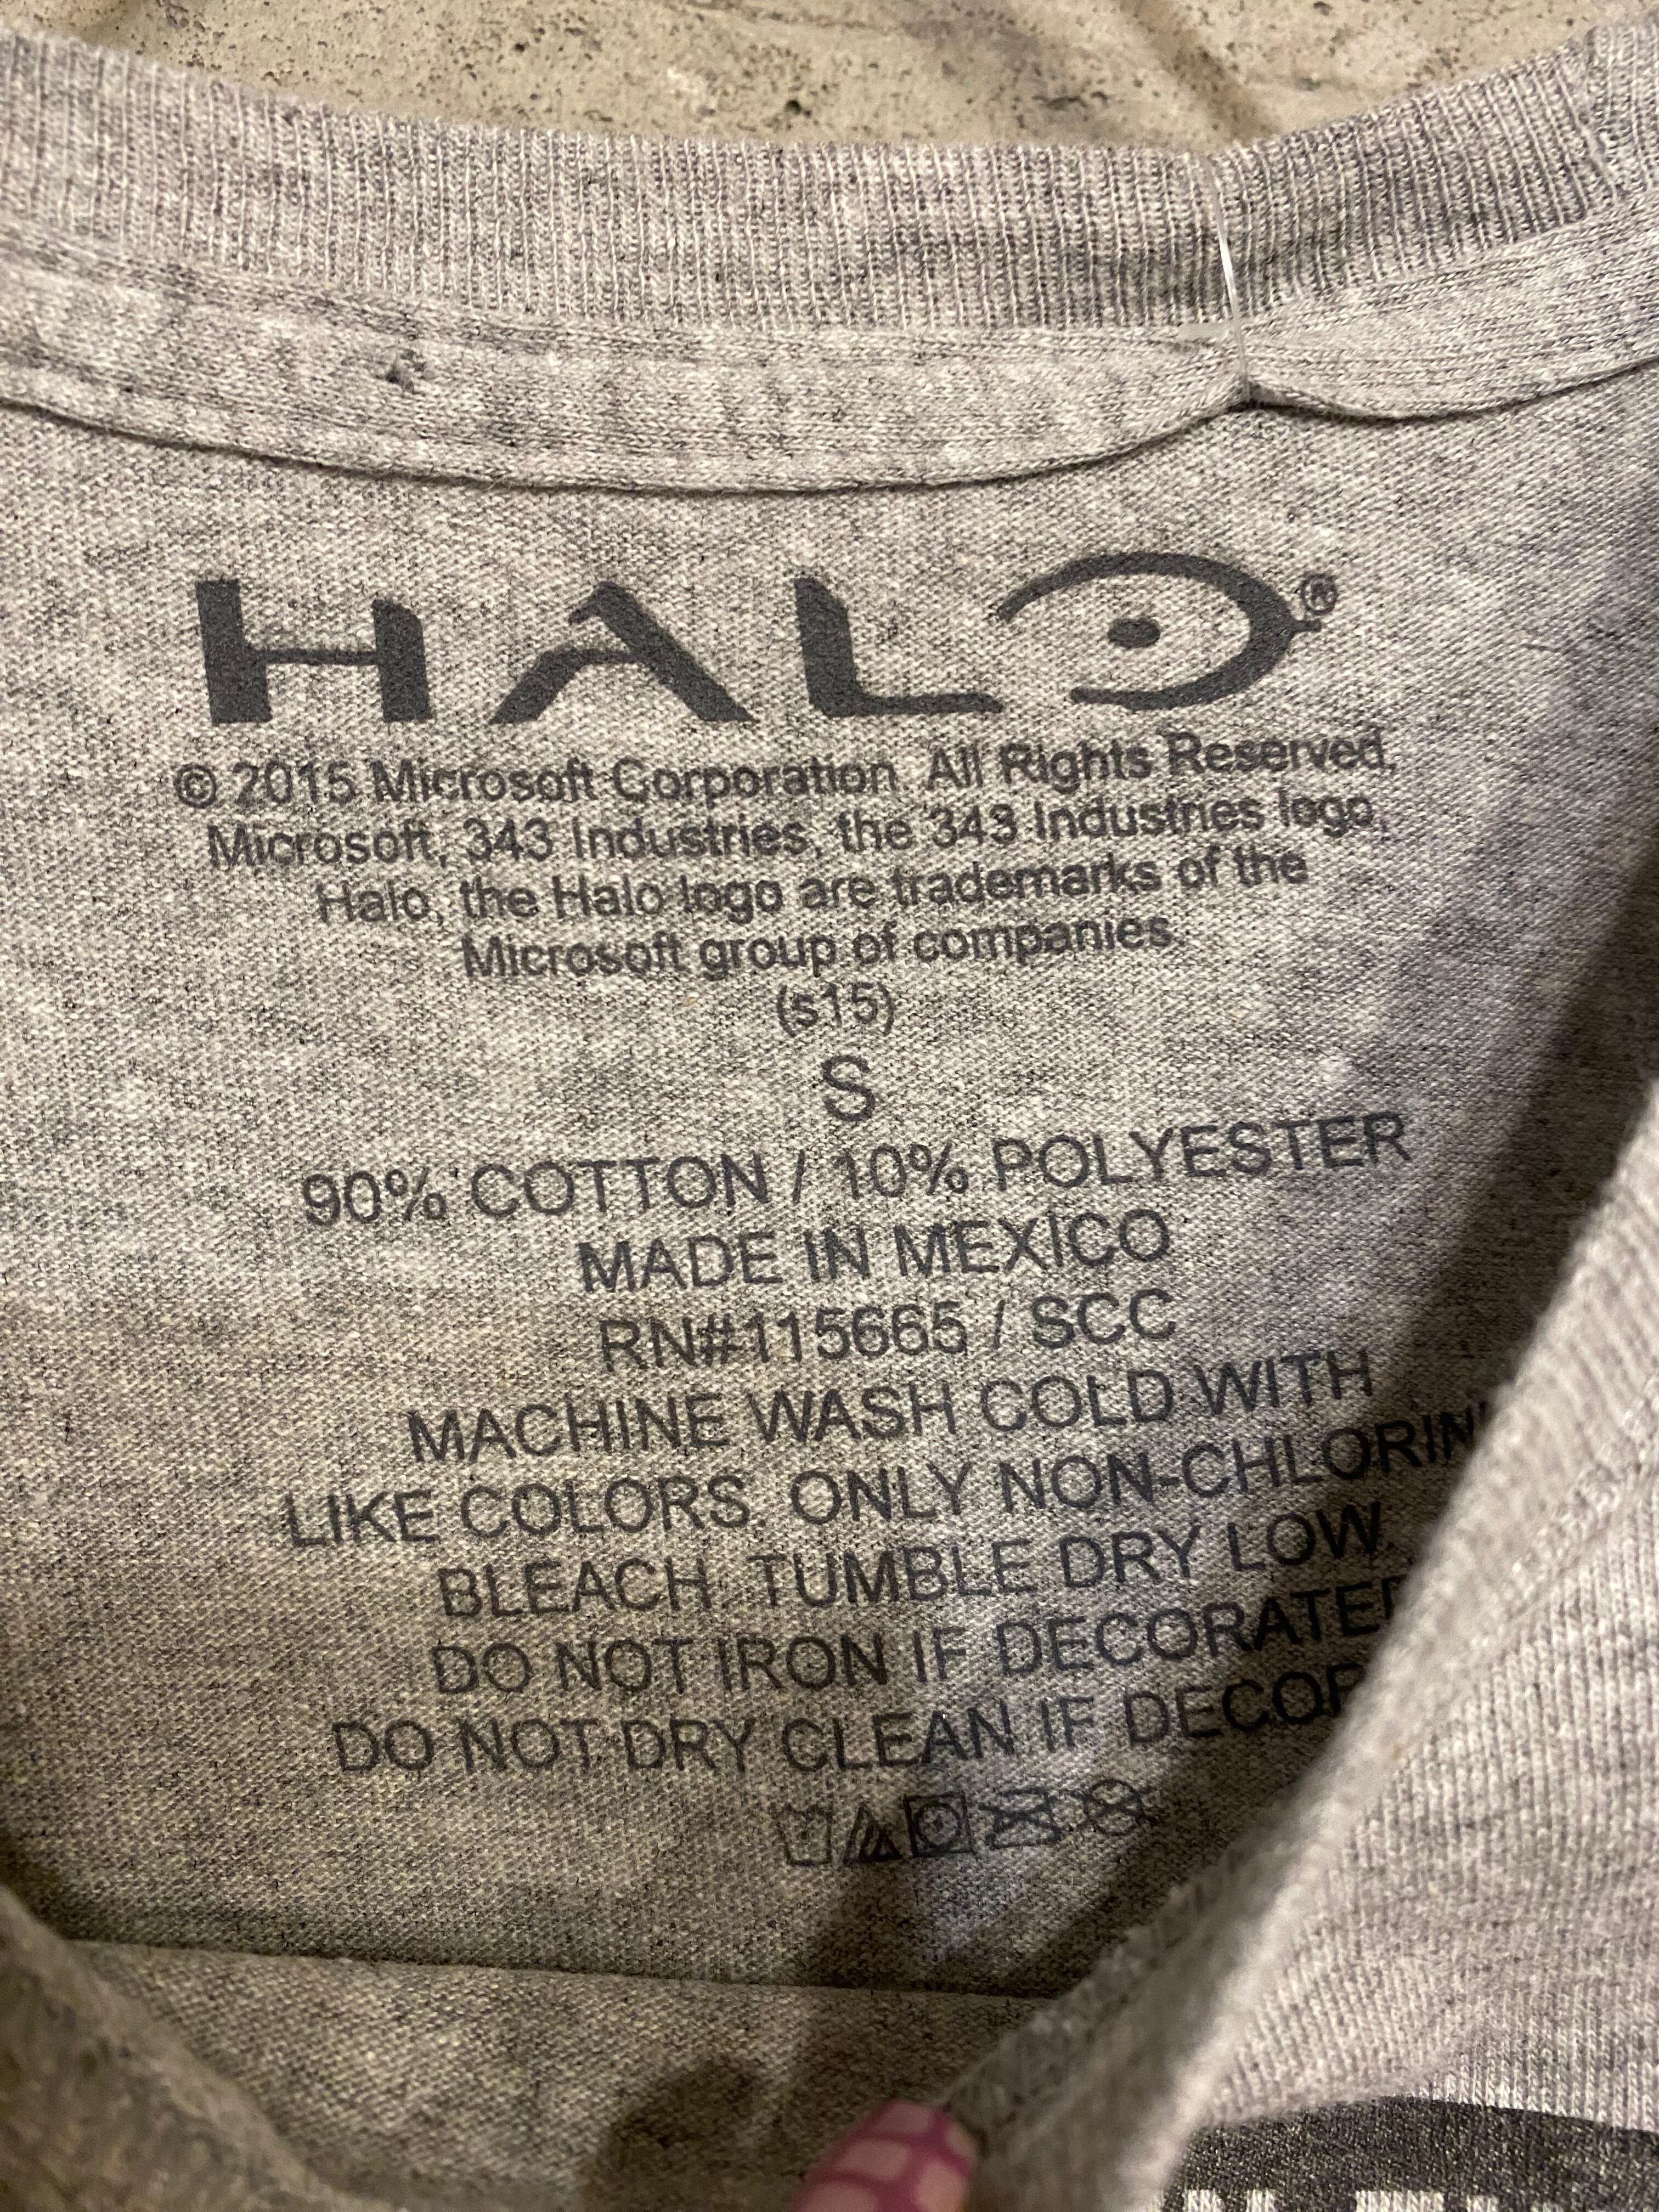 HALO®
© 2015 Microsoft Corporation. All Rights Reserved.
Microsoft, 343 Industries, the 343 Industries logo,
Halo, the Halo logo are trademarks of the
Microsoft group of companies.
(s15)
S
90% COTTON / 10% POLYESTER
MADE IN MEXICO
RN#115665 / SCC
MACHINE WASH COLD WITH
LIKE COLORS. ONLY NON-CHLORIN
BLEACH. TUMBLE DRY LOW.
DO NOT IRON IF DECORATED
DO NOT DRY CLEAN IF DECOR